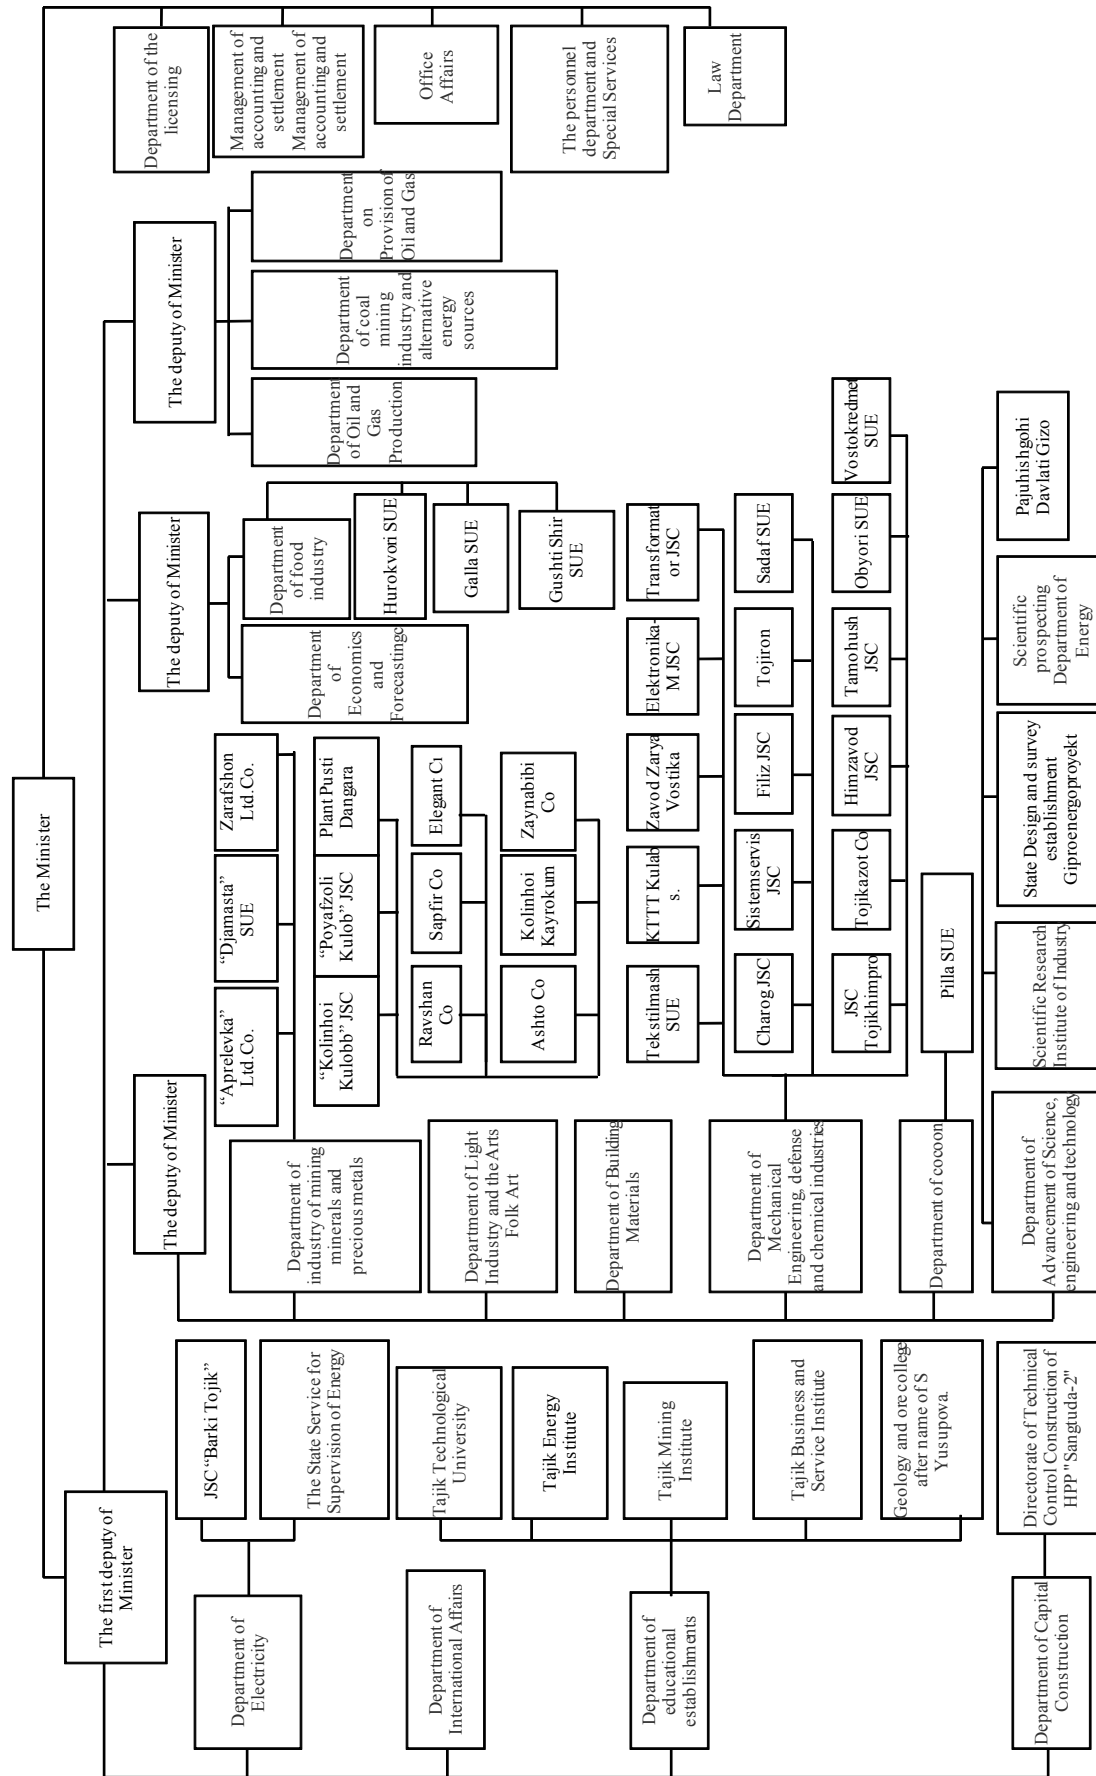 The Minister
The first deputy of
Minister
The deputy of Minister
The deputy of Minister
The deputy of Minister
Department of the
licensing
Management of
accounting and
settlement
Management of
accounting and
settlement
Office
Affairs
The personnel
department and
Special Services
Law
Department
Department of
Electricity
JSC “Barki Tojik”
The State Service for
Supervision of Energy
Department of
International Affairs
Department of
educational
establishments
Tajik Technological
University
Tajik Energy
Institute
Tajik Mining
Institute
Tajik Business and
Service Institute
Geology and ore college
after name of S
Yusupova.
Department of Capital
Construction
Directorate of Technical
Control Construction of
HPP "Sangtuda-2"
Department of
industry of mining
minerals and
precious metals
“Aprelevka”
Ltd.Co.
“Djamasta”
SUE
Zarafshon
Ltd.Co.
Department of Light
Industry and the Arts
Folk Art
“Kolinhoi
Kulobb” JSC
“Poyafzoli
Kulob” JSC
Plant Pusti
Dangara
Ravshan
Co
Sapfir Co
Elegant Cı
Ashto Co
Kolinhoi
Kayrokum
Zaynabibi
Co
Department of Building
Materials
Department of
Mechanical
Engineering, defense
and chemical industries
Tekstilmash
SUE
KTTT Kulab
s.
Zavod Zarya
Vostika
Elektronika-
M JSC
Transformat
or JSC
Charog JSC
Sistemservis
JSC
Filiz JSC
Tojiron
Sadaf SUE
JSC
Tojikhimpro
Tojikazot Co
Himzavod
JSC
Tamohush
JSC
Obyori SUE
Vostokredmet
SUE
Department of cocoon
Pilla SUE
Department of
Advancement of Science,
engineering and technology
Scientific Research
Institute of Industry
State Design and survey
establishment
Giproenergoproyekt
Scientific
prospecting
Department of
Energy
Pajuhishgohi
Davlati Gizo
Department
of
Economics
and
Forecastingc
Department
of food
industry
Hurokvori SUE
Galla SUE
Gushti Shir
SUE
Department
of Oil and
Gas
Production
Department
of coal
mining
industry and
alternative
energy
sources
Department
on
Provision of
Oil and Gas